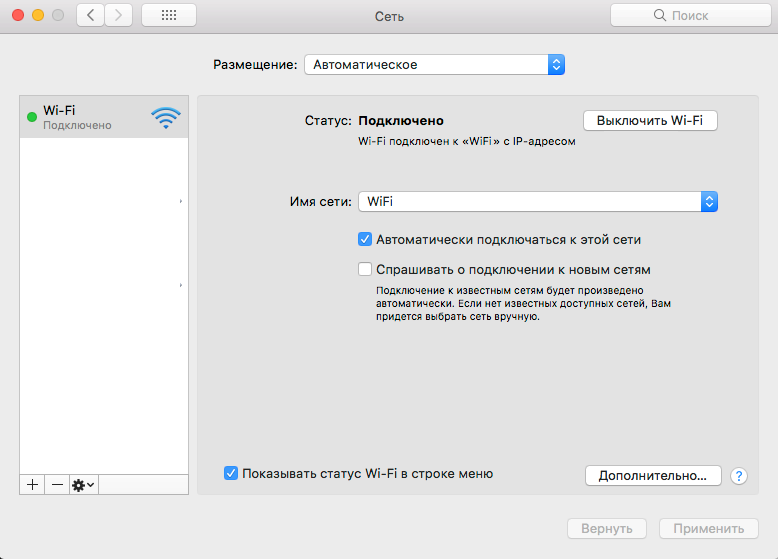 Сеть
Поиск
Размещение: Автоматическое
Wi-Fi
Подключено
Статус: Подключено
Выключить Wi-Fi
Wi-Fi подключен к «WiFi» с IP-адресом
Имя сети: WiFi
Автоматически подключаться к этой сети
Спрашивать о подключении к новым сетям
Подключение к известным сетям будет произведено
автоматически. Если нет известных доступных сетей, Вам
придется выбрать сеть вручную.
Показывать статус Wi-Fi в строке меню
Дополнительно...
?
Вернуть
Применить